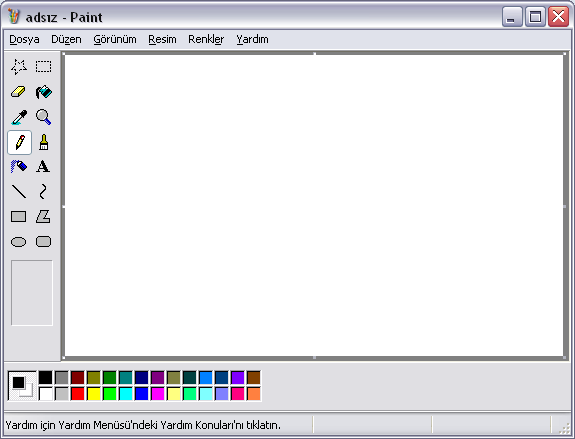 adsız - Paint
Dosya Düzen Görünüm Resim Renkler Yardım
A
Yardım için Yardım Menüsü'ndeki Yardım Konuları'nı tıklatın.